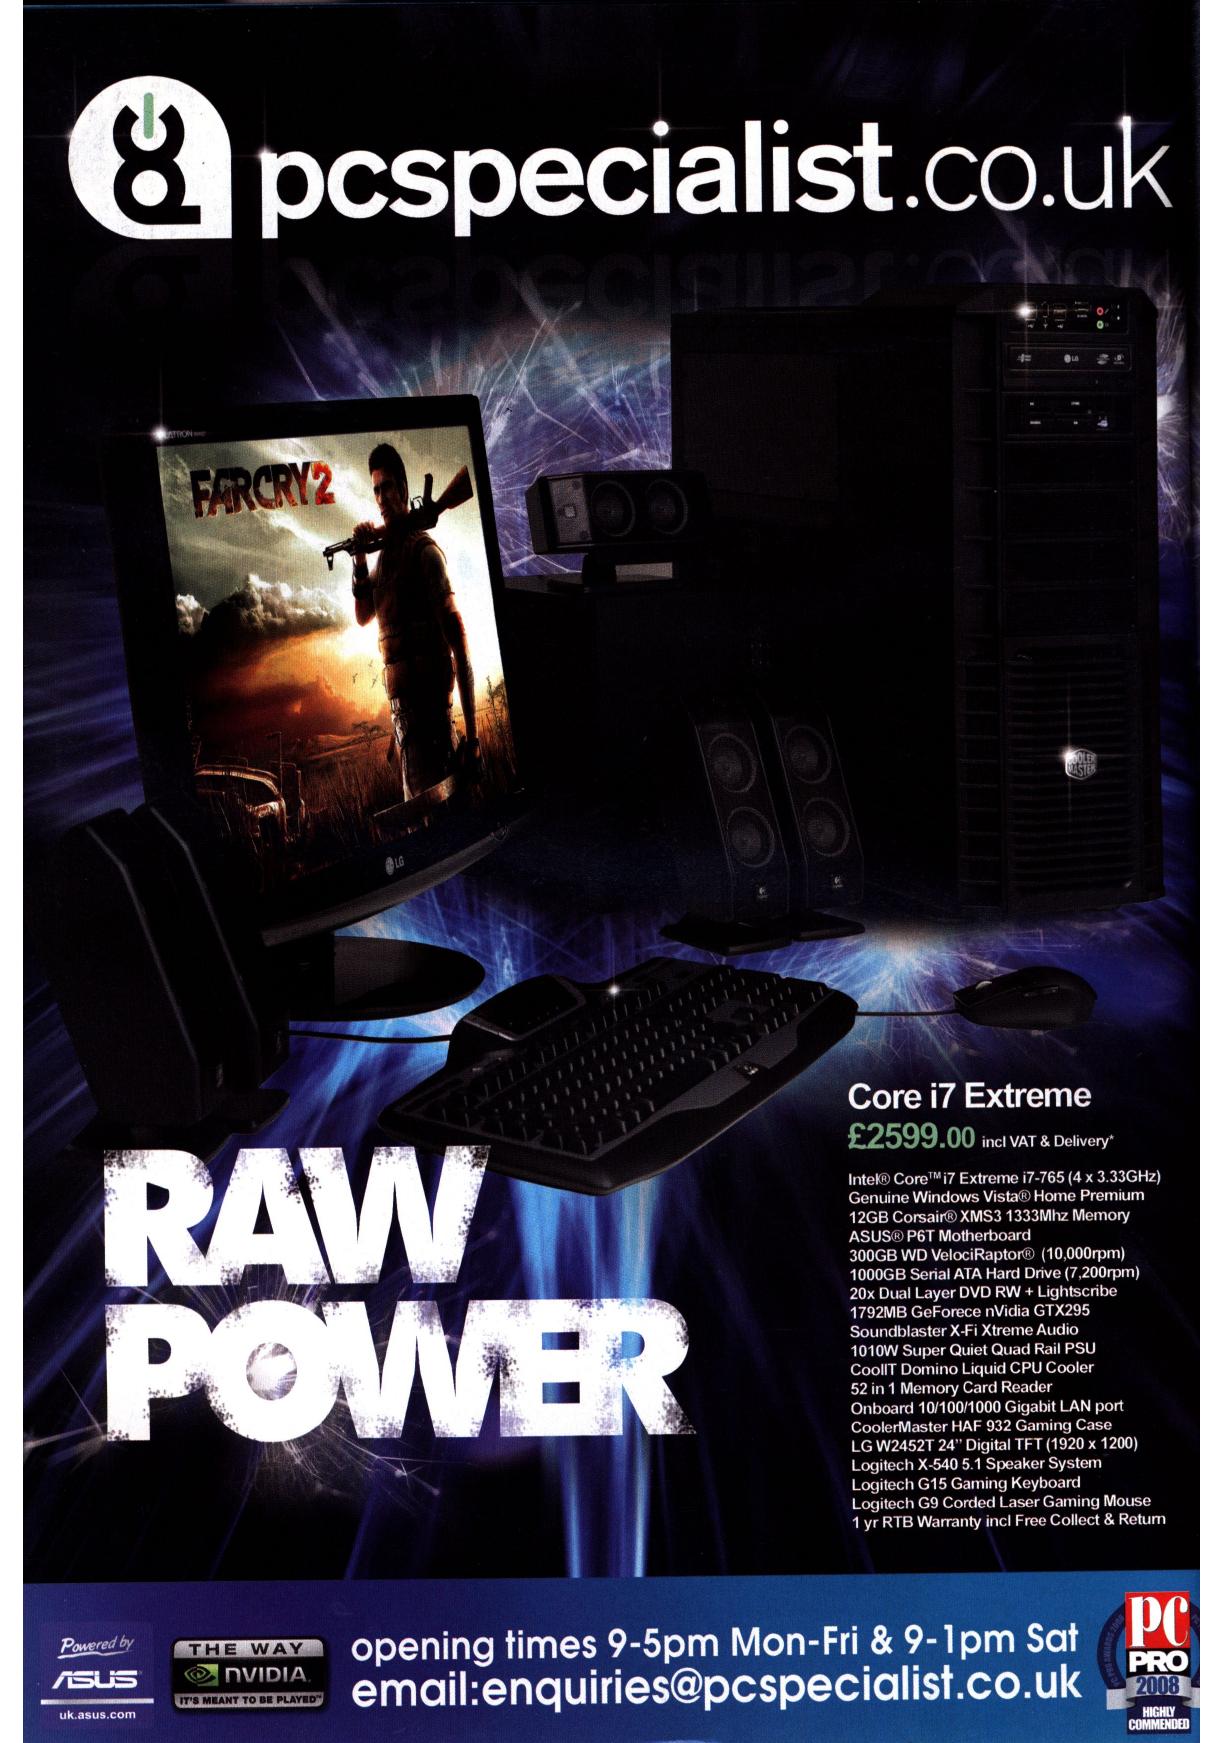 pcspecialist.co.uk
FARCRY 2
LG
LG
COOLER MASTER
Core i7 Extreme
£2599.00 incl VAT & Delivery*
Intel® Core™ i7 Extreme i7-765 (4 x 3.33GHz)
Genuine Windows Vista® Home Premium
12GB Corsair® XMS3 1333Mhz Memory
ASUS® P6T Motherboard
300GB WD VelociRaptor® (10,000rpm)
1000GB Serial ATA Hard Drive (7,200rpm)
20x Dual Layer DVD RW + Lightscribe
1792MB GeForece nVidia GTX295
Soundblaster X-Fi Xtreme Audio
1010W Super Quiet Quad Rail PSU
CoolIT Domino Liquid CPU Cooler
52 in 1 Memory Card Reader
Onboard 10/100/1000 Gigabit LAN port
CoolerMaster HAF 932 Gaming Case
LG W2452T 24” Digital TFT (1920 x 1200)
Logitech X-540 5.1 Speaker System
Logitech G15 Gaming Keyboard
Logitech G9 Corded Laser Gaming Mouse
1 yr RTB Warranty incl Free Collect & Return
RAW
POWER
Powered by
ASUS
uk.asus.com
THE WAY
NVIDIA.
IT'S MEANT TO BE PLAYED™
opening times 9-5pm Mon-Fri & 9-1pm Sat
email:enquiries@pcspecialist.co.uk
PC
PRO
2008
HIGHLY
COMMENDED